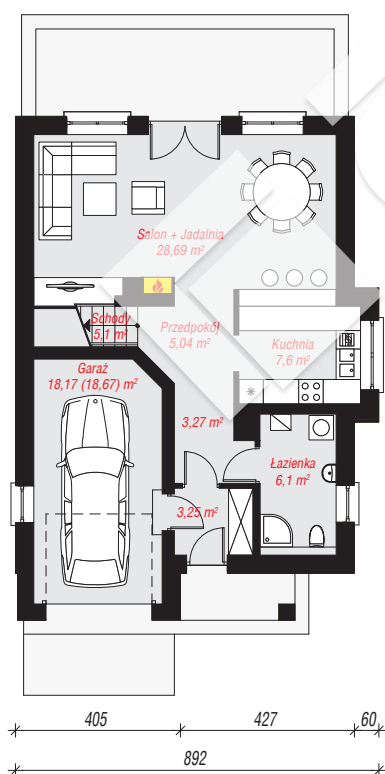 Salon + Jadalnia
28,69 m²
Schody
5,1 m²
Przedpokój
5,04 m²
Kuchnia
7,6 m²
Garaż
18,17 (18,67) m²
3,27 m²
Łazienka
6,1 m²
3,25 m²
405
427
60
892